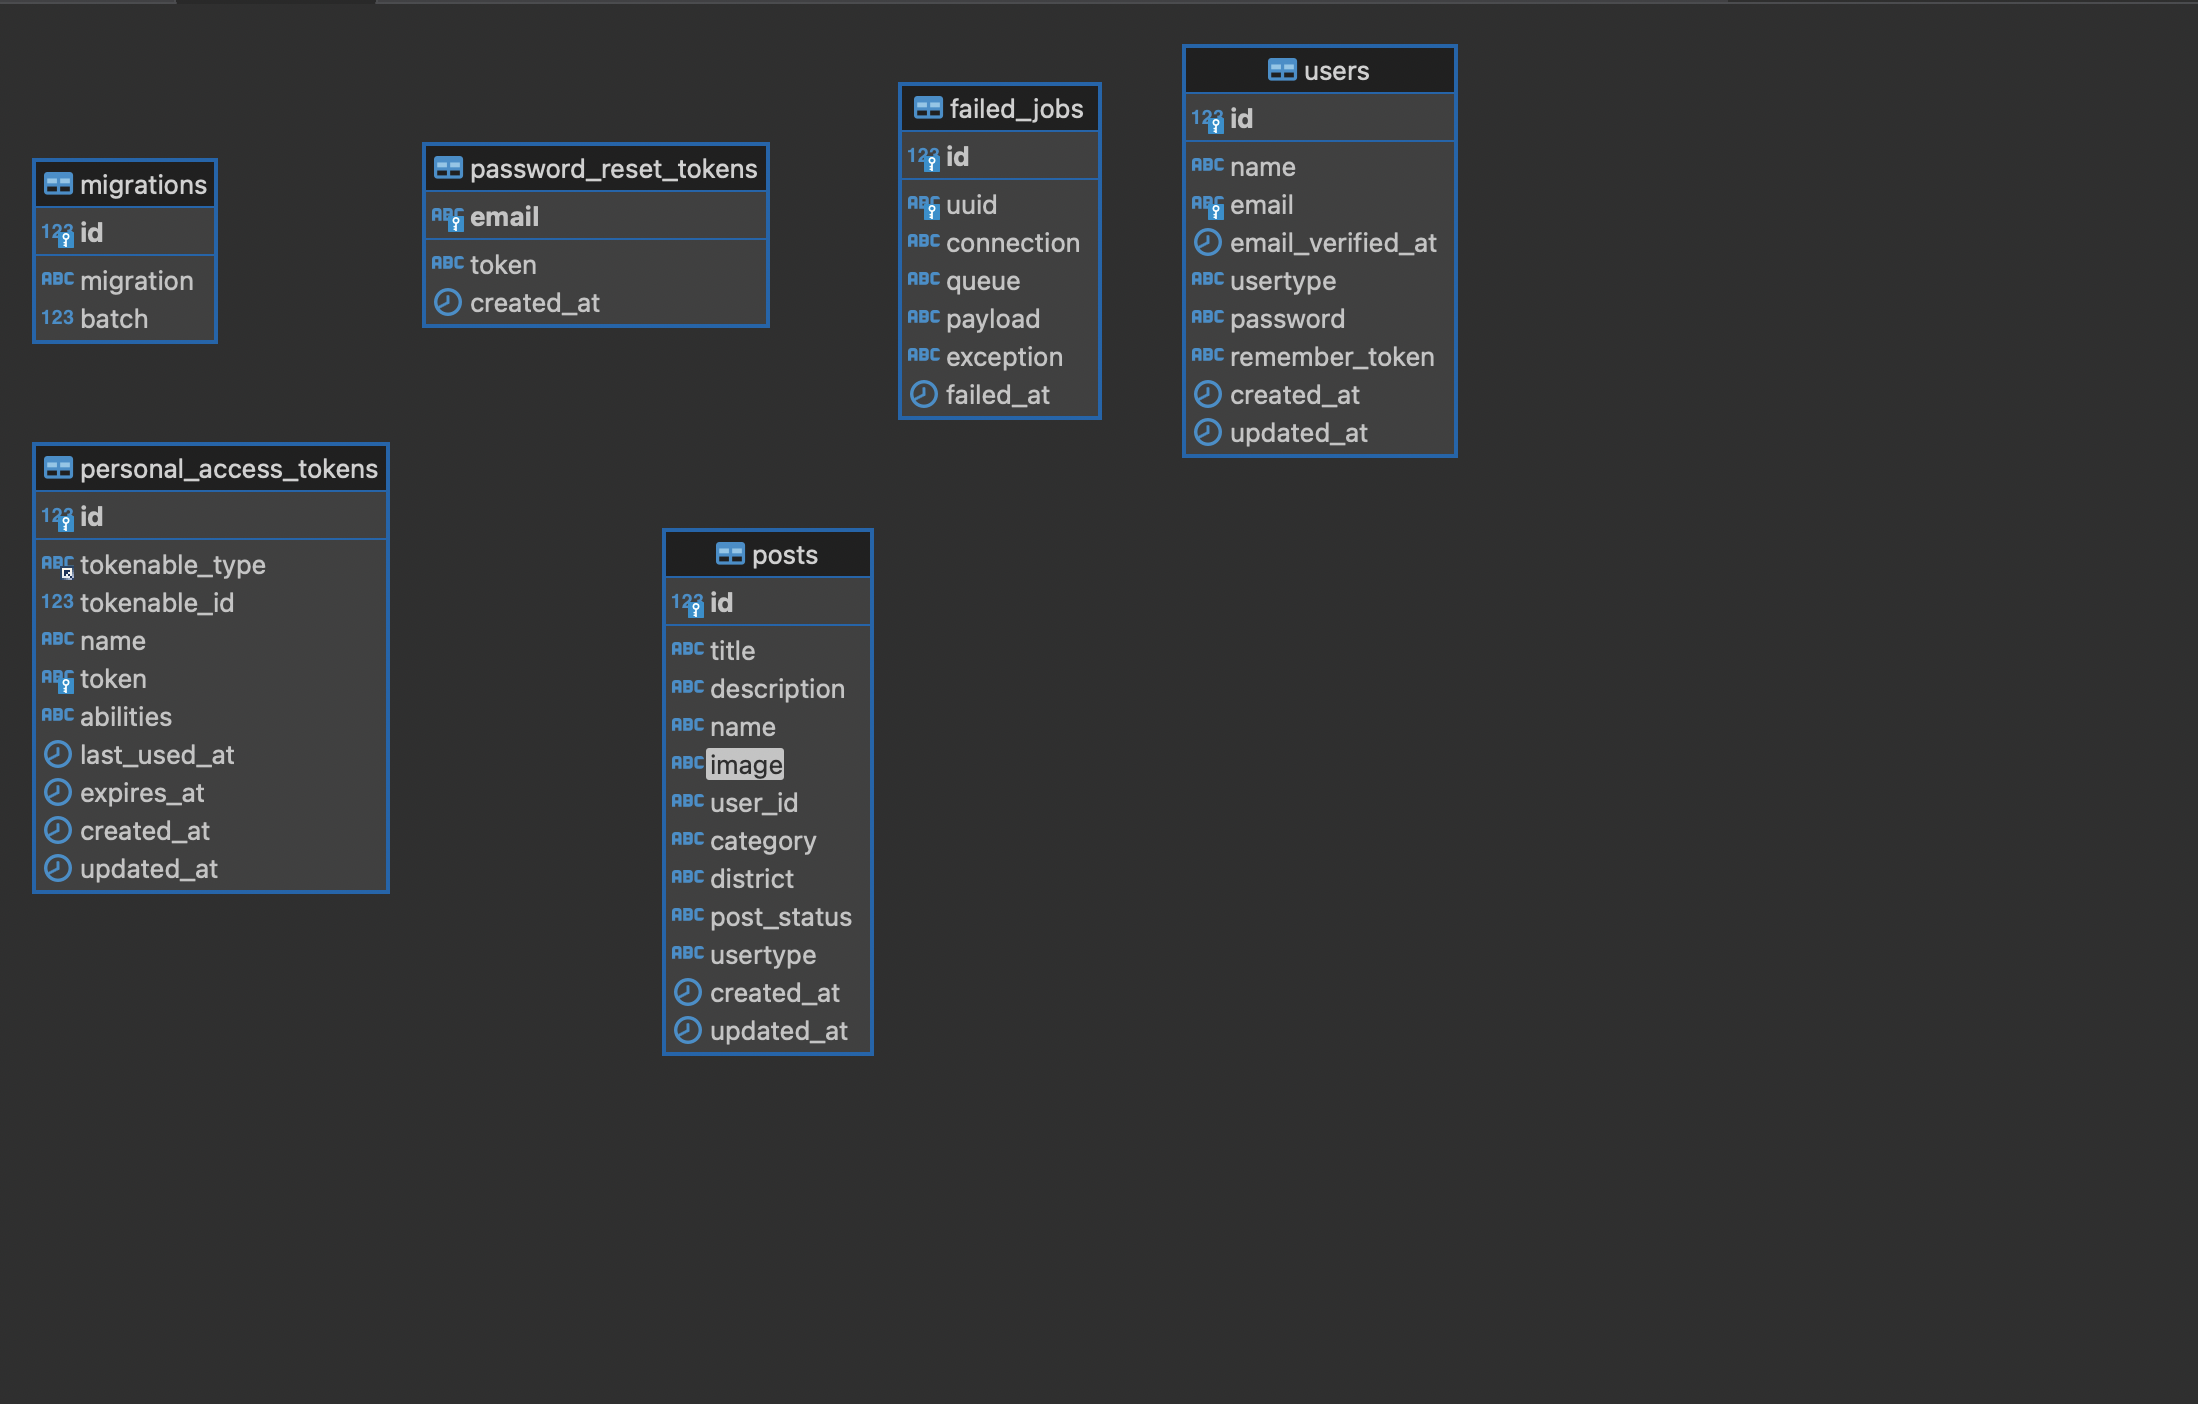 migrations
123 id
ABC migration
123 batch
password_reset_tokens
ABC email
ABC token
created_at
failed_jobs
123 id
ABC uuid
ABC connection
ABC queue
ABC payload
ABC exception
failed_at
users
123 id
ABC name
ABC email
email_verified_at
ABC usertype
ABC password
ABC remember_token
created_at
updated_at
personal_access_tokens
123 id
ABC tokenable_type
123 tokenable_id
ABC name
ABC token
ABC abilities
last_used_at
expires_at
created_at
updated_at
posts
123 id
ABC title
ABC description
ABC name
ABC image
ABC user_id
ABC category
ABC district
ABC post_status
ABC usertype
created_at
updated_at